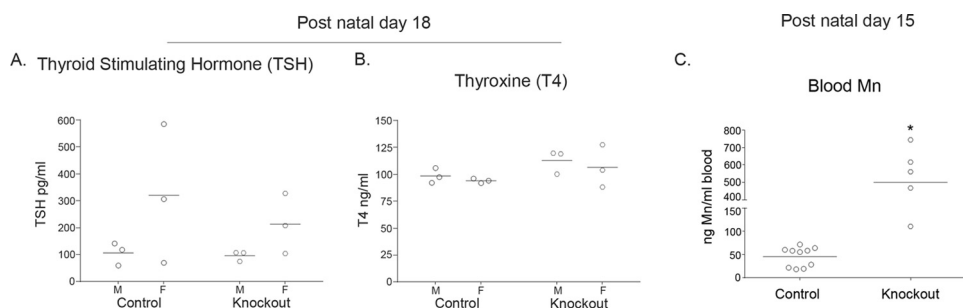 Post natal day 18
Post natal day 15
A.
Thyroid Stimulating Hormone (TSH)
TSH pg/ml
600
500
400
300
200
100
0
M
F
M
F
Control
Knockout
B.
Thyroxine (T4)
T4 ng/ml
150
125
100
75
50
25
0
M
F
M
F
Control
Knockout
C.
Blood Mn
ng Mn/ml blood
800
700
600
500
400
150
100
50
0
*
Control
Knockout